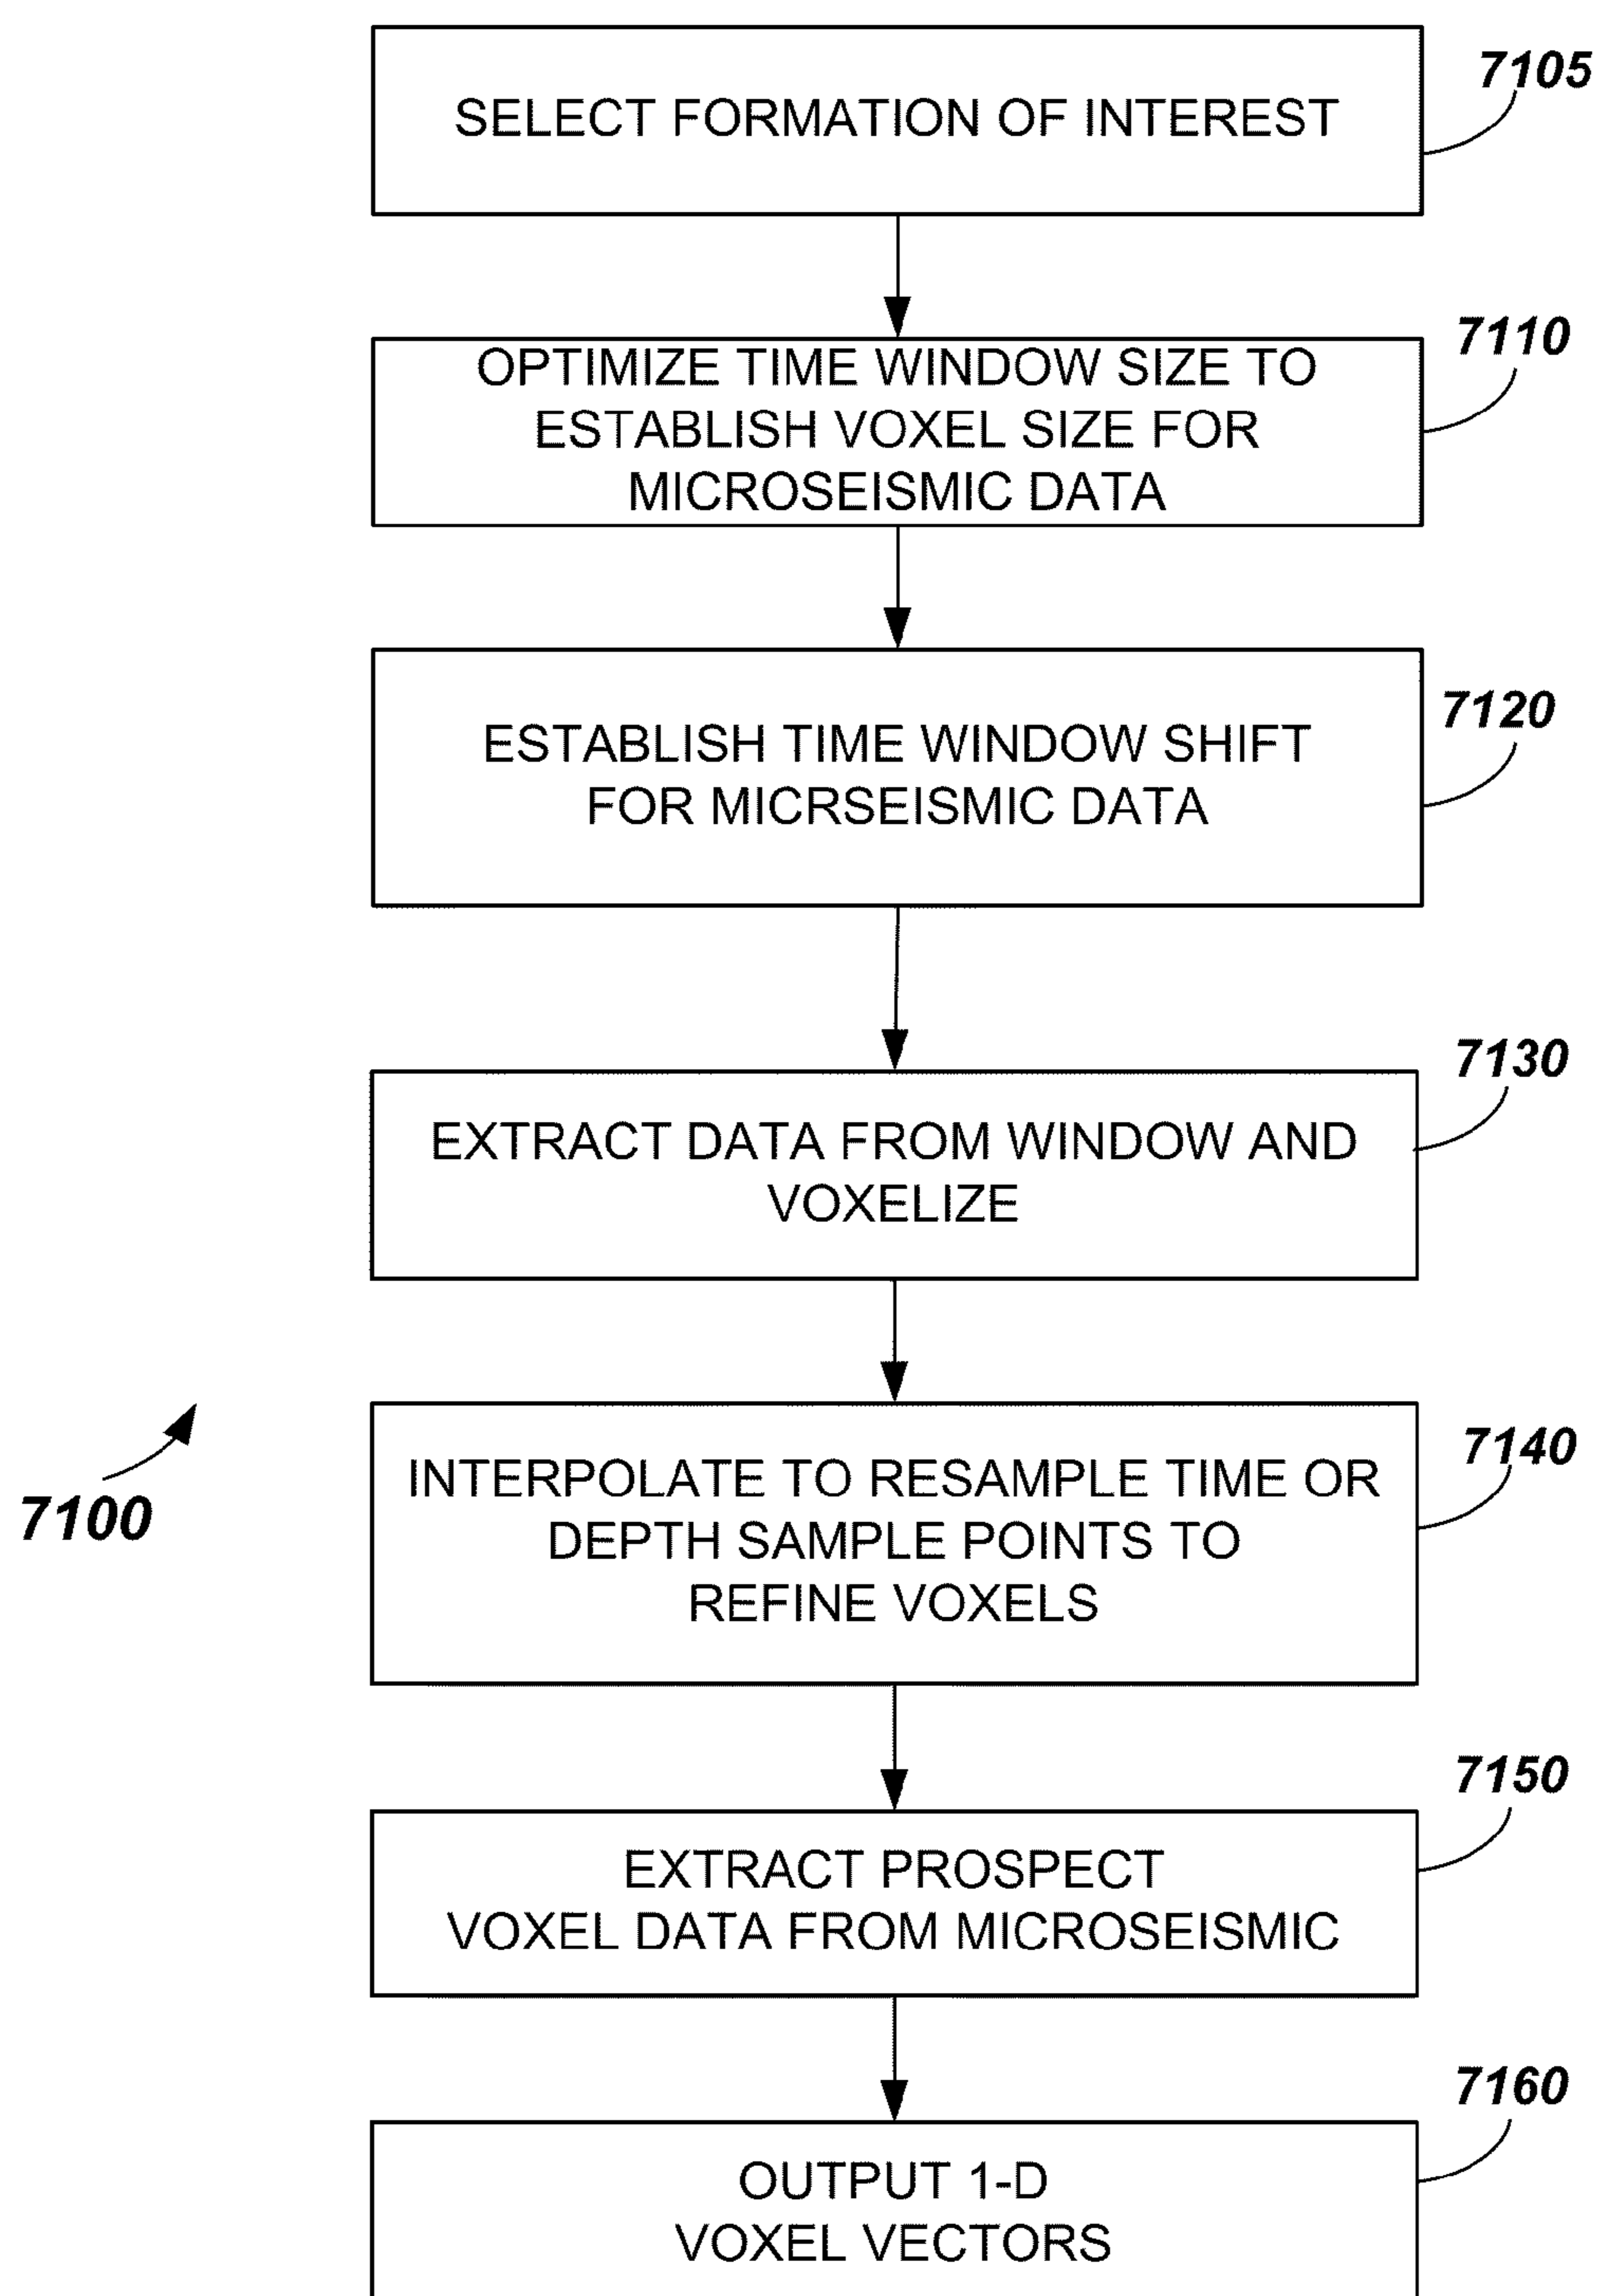 SELECT FORMATION OF INTEREST
7105
OPTIMIZE TIME WINDOW SIZE TO
ESTABLISH VOXEL SIZE FOR
MICROSEISMIC DATA
7110
ESTABLISH TIME WINDOW SHIFT
FOR MICRSEISMIC DATA
7120
EXTRACT DATA FROM WINDOW AND
VOXELIZE
7130
INTERPOLATE TO RESAMPLE TIME OR
DEPTH SAMPLE POINTS TO
REFINE VOXELS
7140
7100
EXTRACT PROSPECT
VOXEL DATA FROM MICROSEISMIC
7150
OUTPUT 1-D
VOXEL VECTORS
7160